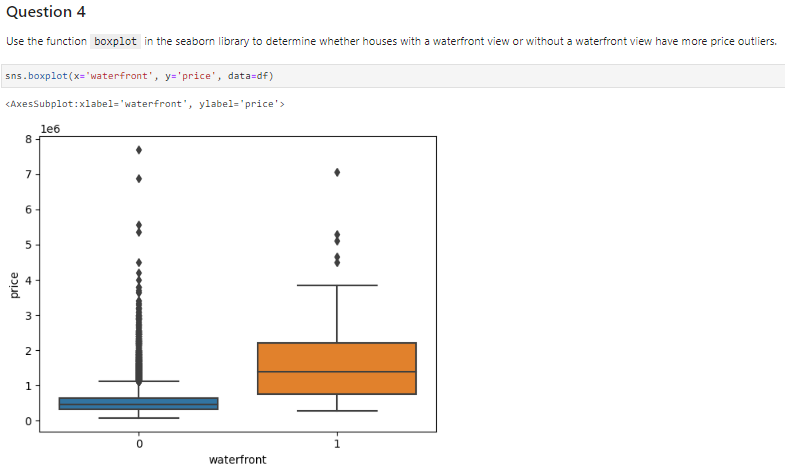 Question 4
Use the function boxplot in the seaborn library to determine whether houses with a waterfront view or without a waterfront view have more price outliers.
sns.boxplot(x='waterfront', y='price', data=df)
<AxesSubplot:xlabel='waterfront', ylabel='price'>
1e6
8
7
6
5
4
3
2
1
0
price
0 1
waterfront